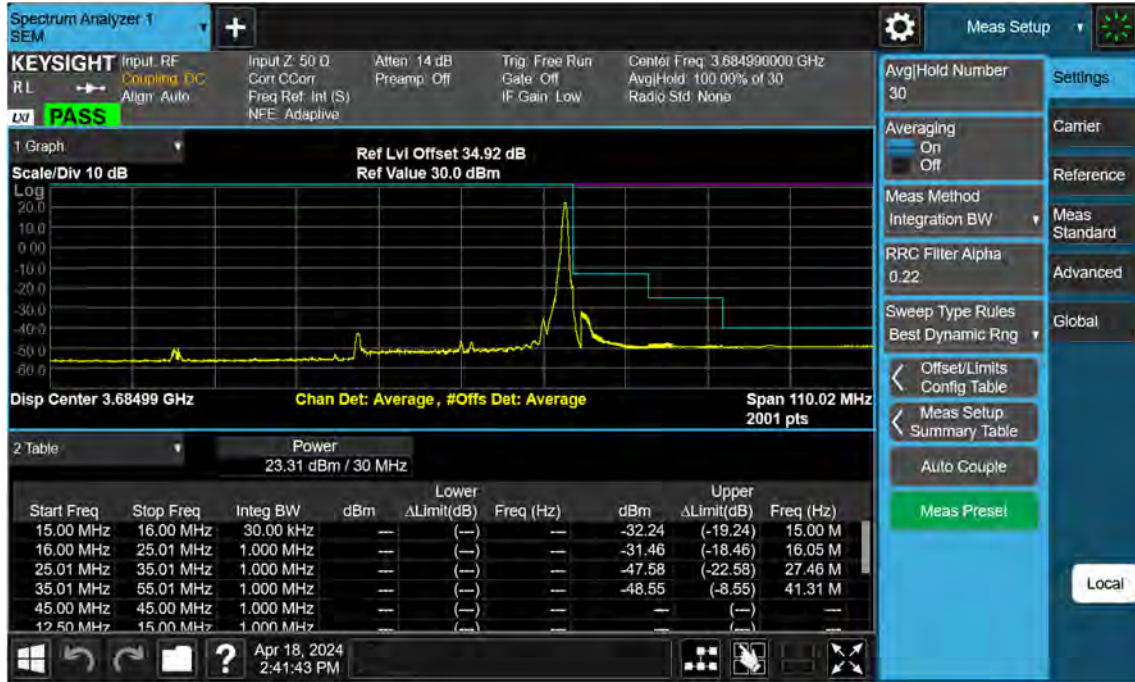 Spectrum Analyzer 1
SEM
+
Meas Setup
KEYSIGHT
RL
LXI
PASS
Input: RF
Coupling: DC
Align: Auto
Input Z: 50 Ω
Corr CCorr
Freq Ref: Int (S)
NFE: Adaptive
Atten: 14 dB
Preamp: Off
Trig: Free Run
Gate: Off
IF Gain: Low
Center Freq: 3.684990000 GHz
Avg|Hold: 100.00% of 30
Radio Std: None
1 Graph
Scale/Div 10 dB
Ref Lvl Offset 34.92 dB
Ref Value 30.0 dBm
Log
20.0
10.0
0.00
-10.0
-20.0
-30.0
-40.0
-50.0
-60.0
Disp Center 3.68499 GHz
Chan Det: Average, #Offs Det: Average
Span 110.02 MHz
2001 pts
2 Table
Power
23.31 dBm / 30 MHz
Lower Upper
Start Freq Stop Freq Integ BW dBm ΔLimit(dB) Freq (Hz) dBm ΔLimit(dB) Freq (Hz)
15.00 MHz 16.00 MHz 30.00 kHz --- (---) --- -32.24 (-19.24) 15.00 M
16.00 MHz 25.01 MHz 1.000 MHz --- (---) --- -31.46 (-18.46) 16.05 M
25.01 MHz 35.01 MHz 1.000 MHz --- (---) --- -47.58 (-22.58) 27.46 M
35.01 MHz 55.01 MHz 1.000 MHz --- (---) --- -48.55 (-8.55) 41.31 M
45.00 MHz 45.00 MHz 1.000 MHz --- (---) --- --- (---) ---
12.50 MHz 15.00 MHz 1.000 MHz --- (---) --- --- (---) ---
?
Apr 18, 2024
2:41:43 PM
Avg|Hold Number
30
Averaging
On
Off
Meas Method
Integration BW
RRC Filter Alpha
0.22
Sweep Type Rules
Best Dynamic Rng
Offset/Limits
Config Table
Meas Setup
Summary Table
Auto Couple
Meas Preset
Settings
Carrier
Reference
Meas
Standard
Advanced
Global
Local